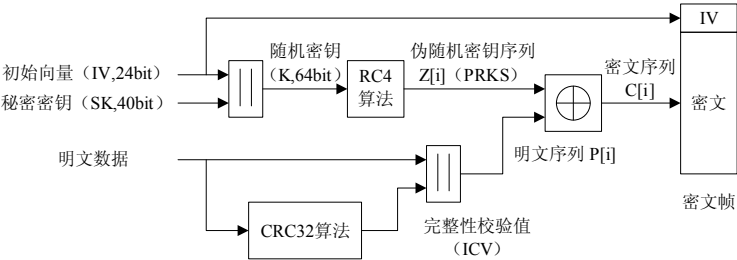 IV
初始向量（IV,24bit）
秘密密钥（SK,40bit）
||
随机密钥
（K,64bit）
RC4
算法
伪随机密钥序列
Z[i]（PRKS）
密文序列
C[i]
密文
明文数据
||
明文序列 P[i]
CRC32算法
完整性校验值
（ICV）
密文帧